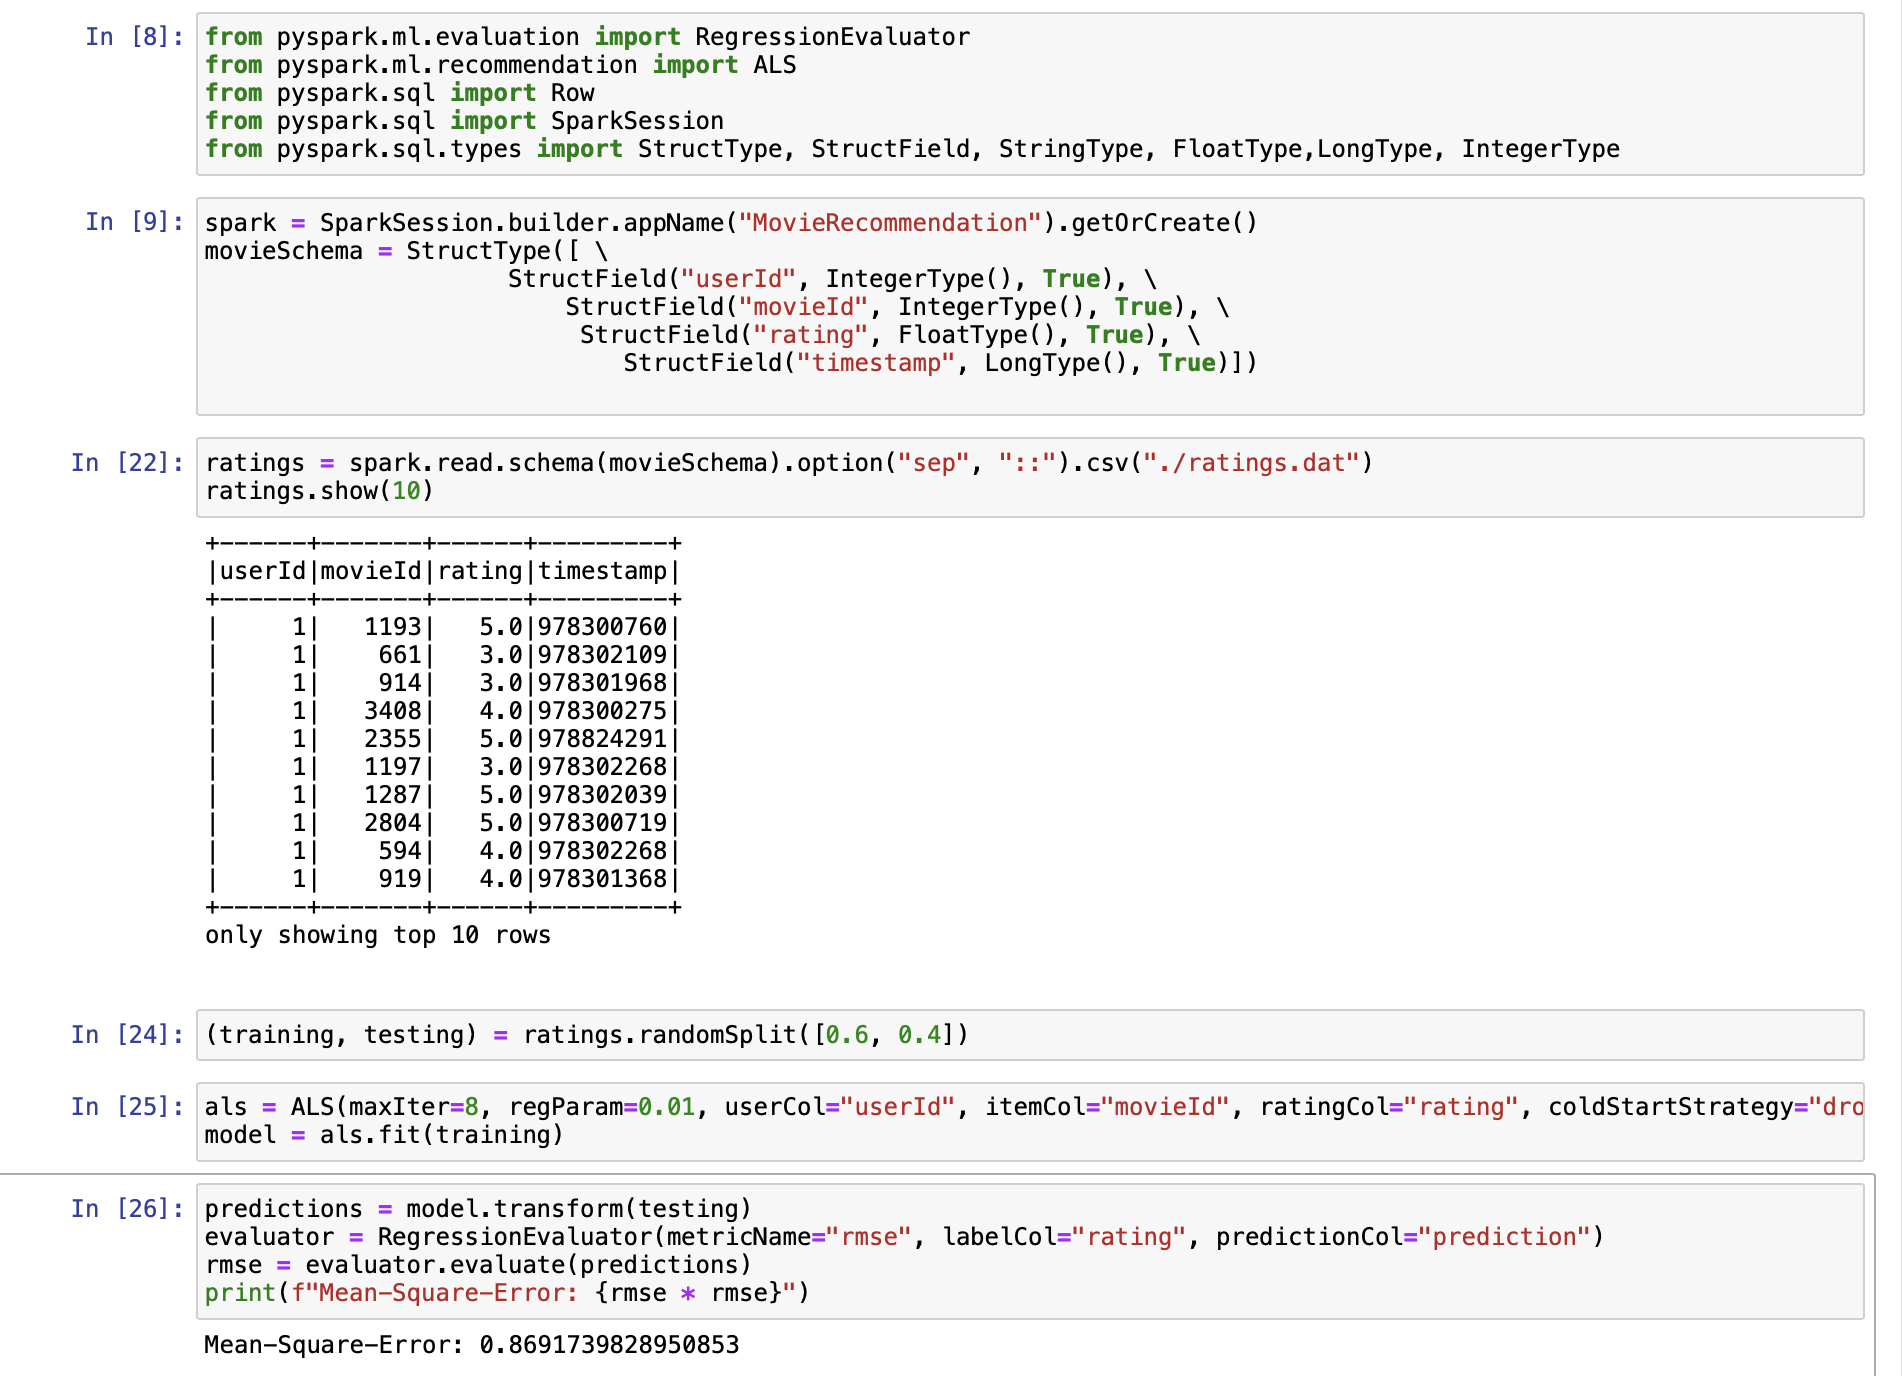 In [8]:
from pyspark.ml.evaluation import RegressionEvaluator
from pyspark.ml.recommendation import ALS
from pyspark.sql import Row
from pyspark.sql import SparkSession
from pyspark.sql.types import StructType, StructField, StringType, FloatType,LongType, IntegerType
In [9]:
spark = SparkSession.builder.appName("MovieRecommendation").getOrCreate()
movieSchema = StructType([ \
                     StructField("userId", IntegerType(), True), \
                         StructField("movieId", IntegerType(), True), \
                          StructField("rating", FloatType(), True), \
                             StructField("timestamp", LongType(), True)])
In [22]:
ratings = spark.read.schema(movieSchema).option("sep", "::").csv("./ratings.dat")
ratings.show(10)
+------+-------+------+---------+
|userId|movieId|rating|timestamp|
+------+-------+------+---------+
|     1|   1193|   5.0|978300760|
|     1|    661|   3.0|978302109|
|     1|    914|   3.0|978301968|
|     1|   3408|   4.0|978300275|
|     1|   2355|   5.0|978824291|
|     1|   1197|   3.0|978302268|
|     1|   1287|   5.0|978302039|
|     1|   2804|   5.0|978300719|
|     1|    594|   4.0|978302268|
|     1|    919|   4.0|978301368|
+------+-------+------+---------+
only showing top 10 rows
In [24]:
(training, testing) = ratings.randomSplit([0.6, 0.4])
In [25]:
als = ALS(maxIter=8, regParam=0.01, userCol="userId", itemCol="movieId", ratingCol="rating", coldStartStrategy="dro
model = als.fit(training)
In [26]:
predictions = model.transform(testing)
evaluator = RegressionEvaluator(metricName="rmse", labelCol="rating", predictionCol="prediction")
rmse = evaluator.evaluate(predictions)
print(f"Mean-Square-Error: {rmse * rmse}")
Mean-Square-Error: 0.8691739828950853